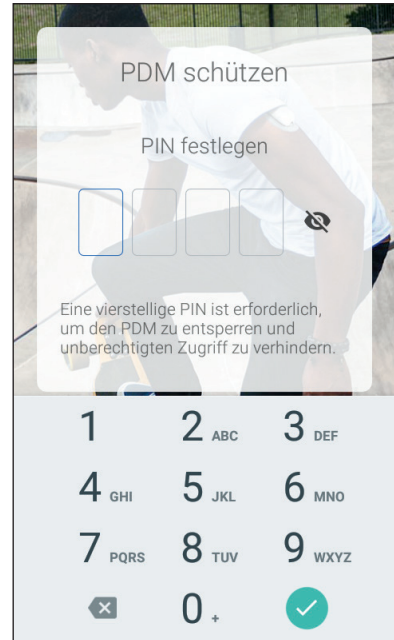 PDM schützen
PIN festlegen
Eine vierstellige PIN ist erforderlich,
um den PDM zu entsperren und
unberechtigten Zugriff zu verhindern.
1 2 ABC 3 DEF
4 GHI 5 JKL 6 MNO
7 PQRS 8 TUV 9 WXYZ
0 +